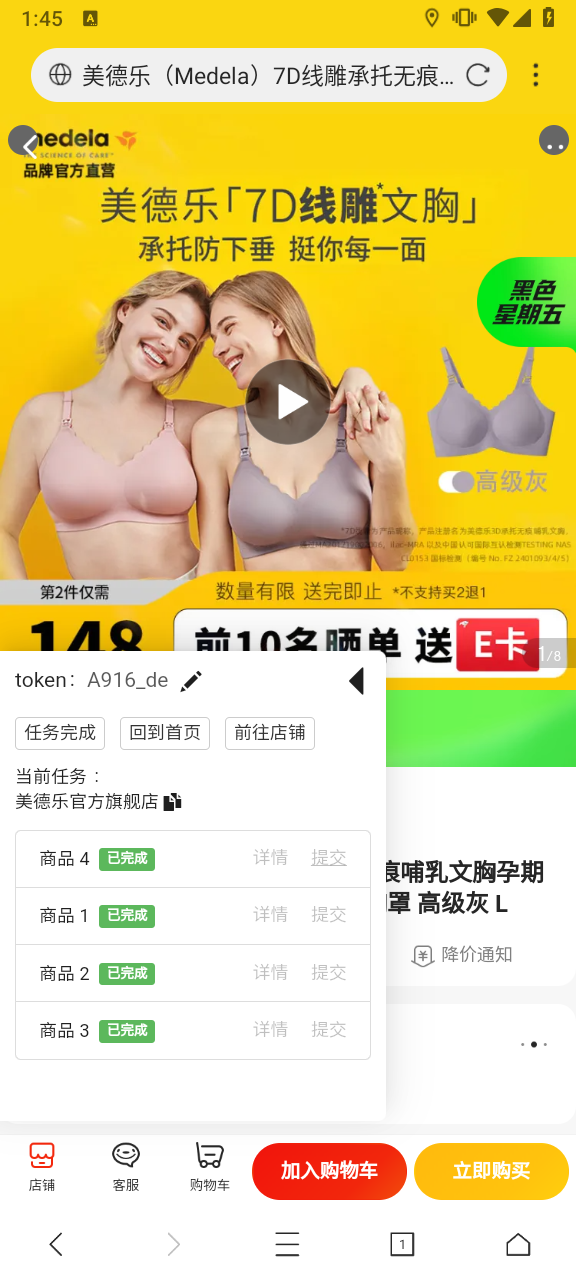 1:45
A
美德乐（Medela）7D线雕承托无痕...
medela
THE SCIENCE OF CARE
品牌官方直营
美德乐「7D线雕*文胸」
承托防下垂 挺你每一面
黑色
星期五
高级灰
第2件仅需
数量有限 送完即止 *不支持买2退1
148
前10名晒单 送 E卡
1/8
token： A916_de
任务完成 回到首页 前往店铺
当前任务：
美德乐官方旗舰店
商品 4 已完成 详情 提交
商品 1 已完成 详情 提交
商品 2 已完成 详情 提交
商品 3 已完成 详情 提交
哺乳文胸孕期
罩 高级灰 L
降价通知
店铺 客服 购物车 加入购物车 立即购买
1